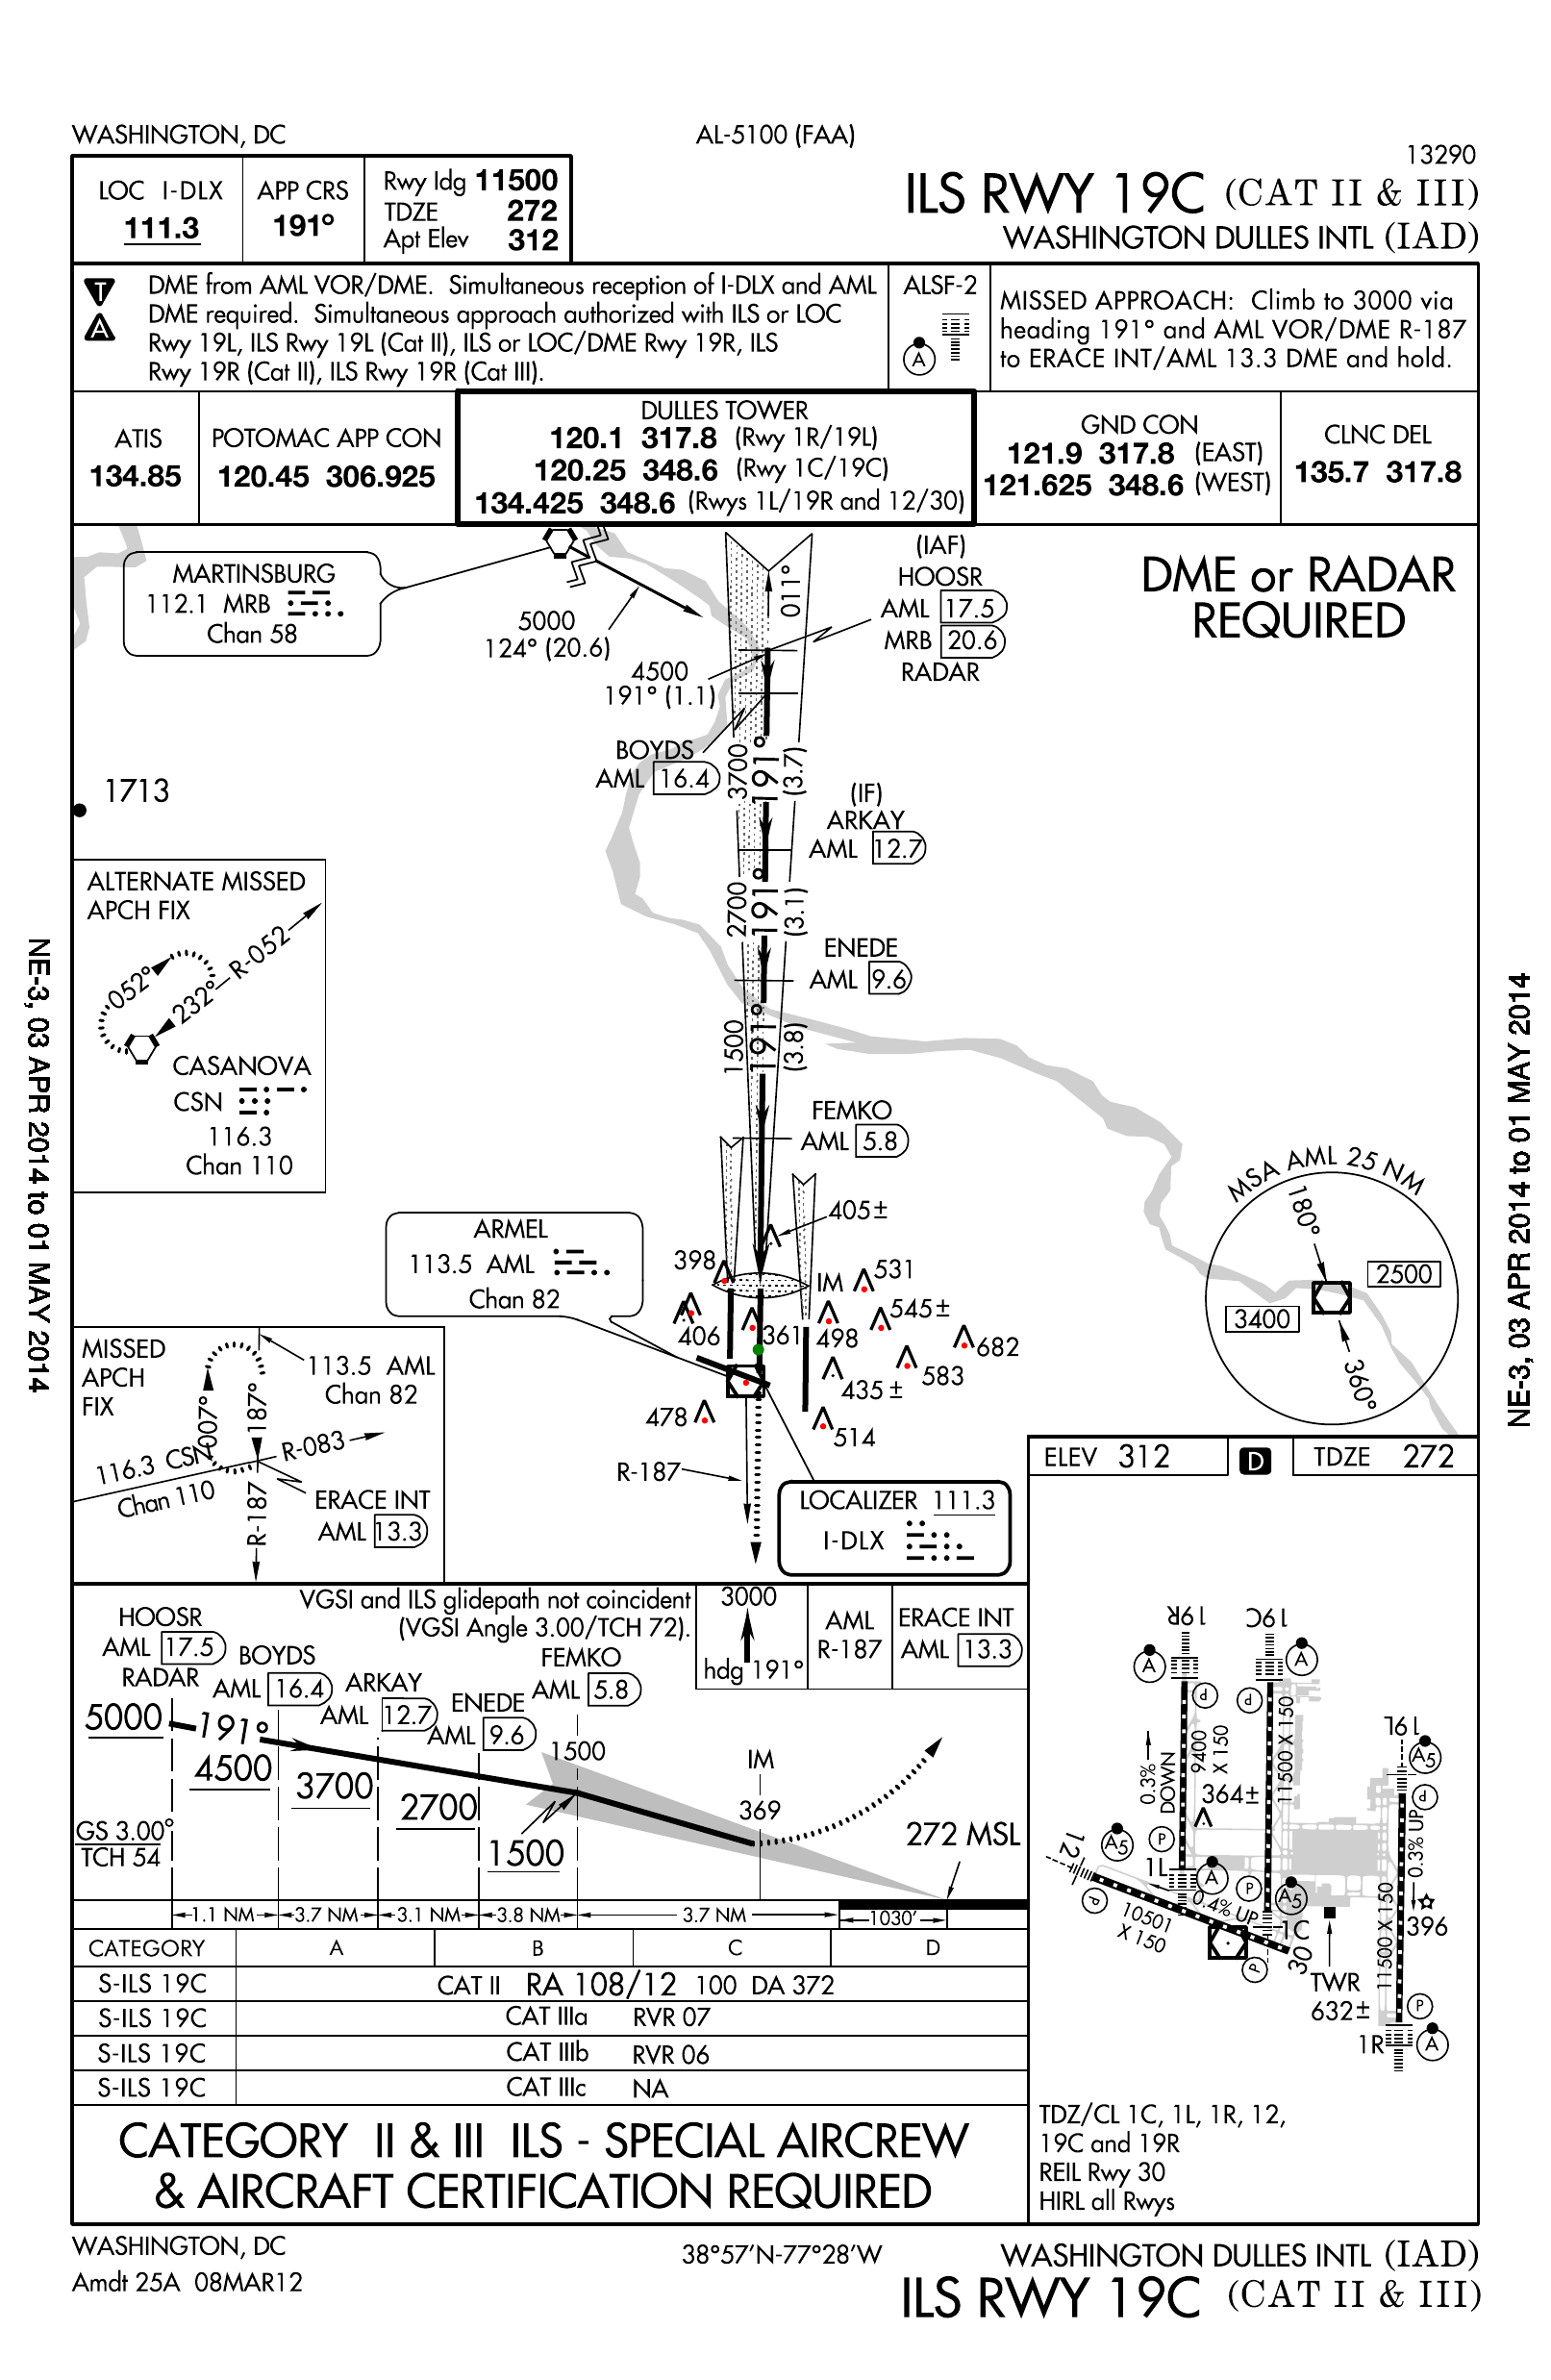 WASHINGTON, DC
AL-5100 (FAA)
13290
LOC I-DLX
111.3
APP CRS
191°
Rwy ldg 11500
TDZE 272
Apt Elev 312
ILS RWY 19C (CAT II & III)
WASHINGTON DULLES INTL (IAD)
T
A
DME from AML VOR/DME. Simultaneous reception of I-DLX and AML
DME required. Simultaneous approach authorized with ILS or LOC
Rwy 19L, ILS Rwy 19L (Cat II), ILS or LOC/DME Rwy 19R, ILS
Rwy 19R (Cat II), ILS Rwy 19R (Cat III).
ALSF-2
A
MISSED APPROACH: Climb to 3000 via
heading 191° and AML VOR/DME R-187
to ERACE INT/AML 13.3 DME and hold.
ATIS
134.85
POTOMAC APP CON
120.45 306.925
DULLES TOWER
120.1 317.8 (Rwy 1R/19L)
120.25 348.6 (Rwy 1C/19C)
134.425 348.6 (Rwys 1L/19R and 12/30)
GND CON
121.9 317.8 (EAST)
121.625 348.6 (WEST)
CLNC DEL
135.7 317.8
MARTINSBURG
112.1 MRB
Chan 58
5000
124° (20.6)
4500
191° (1.1)
011°
(IAF)
HOOSR
AML 17.5
MRB 20.6
RADAR
DME or RADAR
REQUIRED
BOYDS
AML 16.4
3700
191°
(3.7)
1713
(IF)
ARKAY
AML 12.7
2700
191°
(3.1)
ENEDE
AML 9.6
1500
191°
(3.8)
FEMKO
AML 5.8
ALTERNATE MISSED
APCH FIX
052°
232°
R-052
CASANOVA
CSN
116.3
Chan 110
NE-3, 03 APR 2014 to 01 MAY 2014
NE-3, 03 APR 2014 to 01 MAY 2014
MSA AML 25 NM
180°
2500
3400
360°
ARMEL
113.5 AML
Chan 82
405±
398
IM
531
545±
406
361
498
682
583
435±
478
514
R-187
LOCALIZER 111.3
I-DLX
MISSED
APCH
FIX
113.5 AML
Chan 82
007°
187°
116.3 CSN
Chan 110
R-083
ERACE INT
AML 13.3
R-187
ELEV 312
D
TDZE 272
VGSI and ILS glidepath not coincident
(VGSI Angle 3.00/TCH 72).
3000
hdg 191°
AML
R-187
ERACE INT
AML 13.3
HOOSR
AML 17.5
RADAR
BOYDS
AML 16.4
ARKAY
AML 12.7
ENEDE
AML 9.6
FEMKO
AML 5.8
5000
191°
4500
3700
2700
1500
1500
IM
369
272 MSL
GS 3.00°
TCH 54
1.1 NM
3.7 NM
3.1 NM
3.8 NM
3.7 NM
1030'
CATEGORY A B C D
S-ILS 19C CAT II RA 108/12 100 DA 372
S-ILS 19C CAT IIIa RVR 07
S-ILS 19C CAT IIIb RVR 06
S-ILS 19C CAT IIIc NA
CATEGORY II & III ILS - SPECIAL AIRCREW
& AIRCRAFT CERTIFICATION REQUIRED
19R
19C
A
A
P
P
0.3%
DOWN
9400
X 150
11500 X 150
364±
19L
A5
P
0.3% UP
12
A5
P
P
1L
A
P
A5
0.4% UP
10501
X 150
1C
30
P
TWR
632±
396
11500 X 150
P
1R
A
TDZ/CL 1C, 1L, 1R, 12,
19C and 19R
REIL Rwy 30
HIRL all Rwys
WASHINGTON, DC
Amdt 25A 08MAR12
38°57'N-77°28'W
WASHINGTON DULLES INTL (IAD)
ILS RWY 19C (CAT II & III)